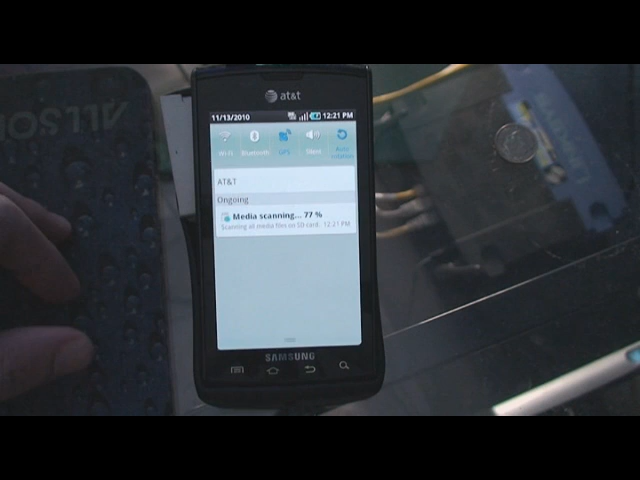 at&t
11/13/2010 12:21 PM
Wi-Fi Bluetooth GPS Silent Auto rotation
AT&T
Ongoing
Media scanning... 77 %
Scanning all media files on SD card. 12:21 PM
SAMSUNG
ALLSO